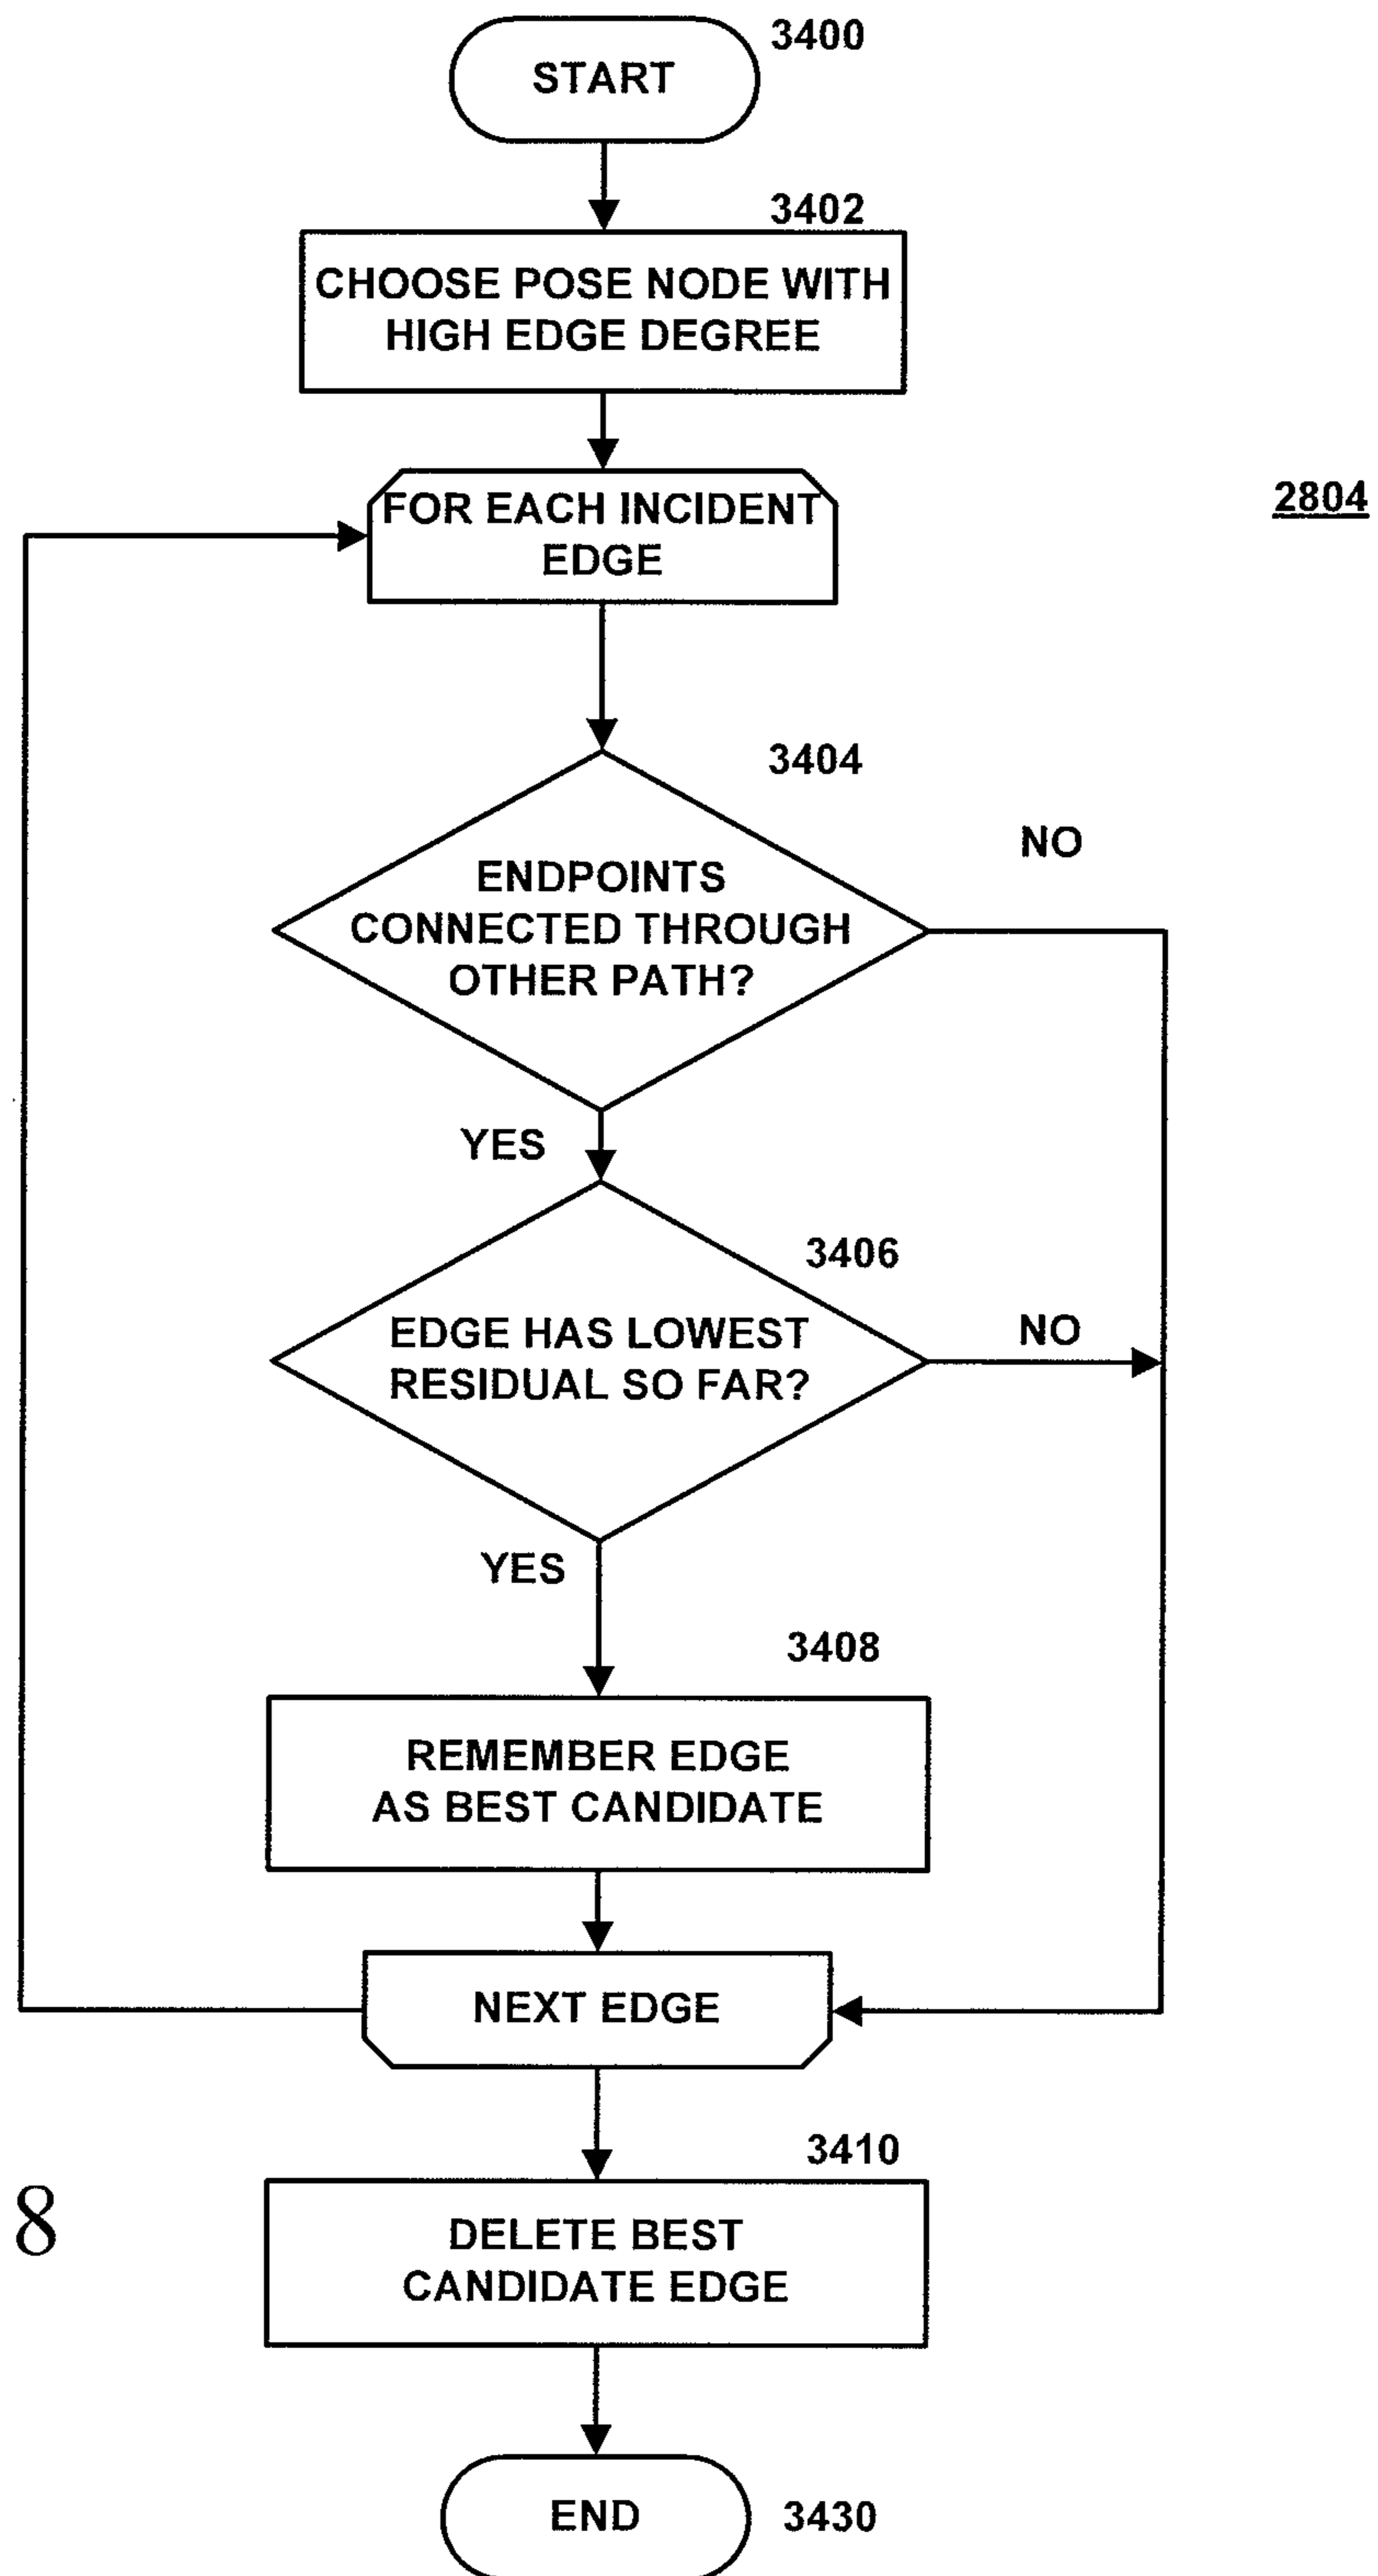 3400
START
3402
CHOOSE POSE NODE WITH
HIGH EDGE DEGREE
FOR EACH INCIDENT
EDGE
2804
3404
NO
ENDPOINTS
CONNECTED THROUGH
OTHER PATH?
YES
3406
EDGE HAS LOWEST
RESIDUAL SO FAR?
NO
YES
3408
REMEMBER EDGE
AS BEST CANDIDATE
NEXT EDGE
3410
8
DELETE BEST
CANDIDATE EDGE
END
3430